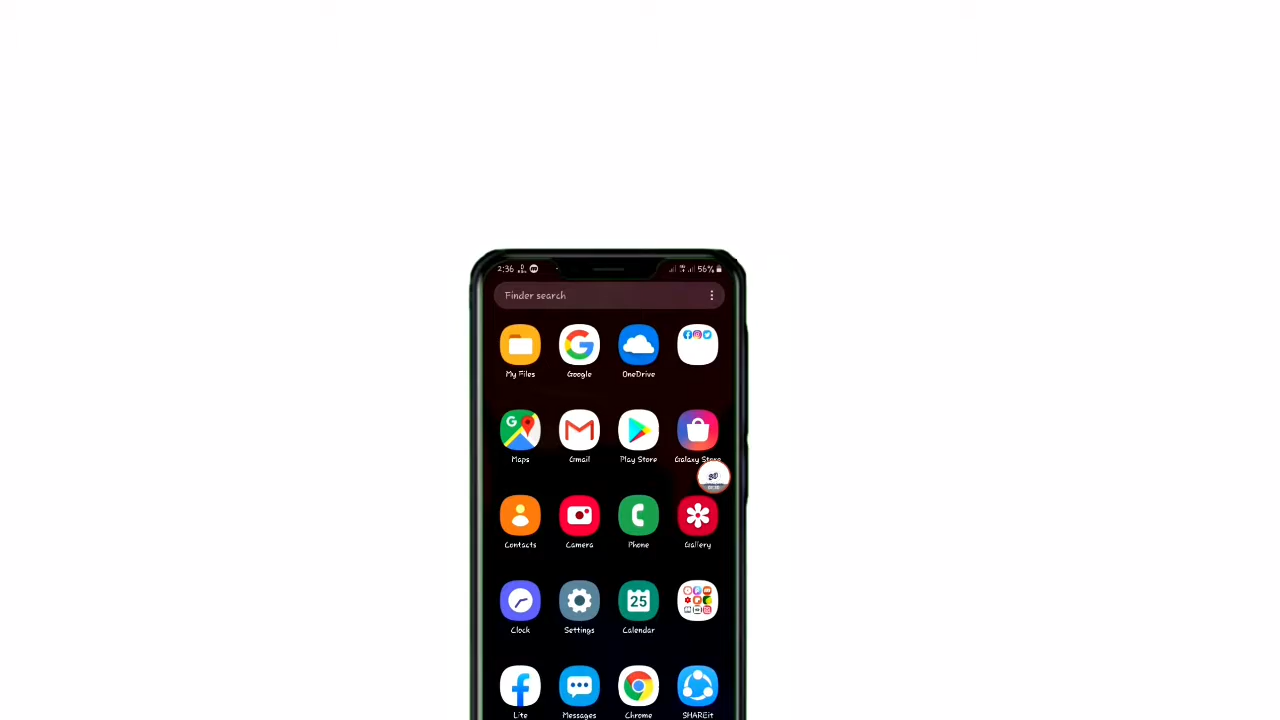 2:36 56%
Finder search
My Files Google OneDrive
G
Maps Gmail Play Store Galaxy Store
Contacts Camera Phone Gallery
25
Clock Settings Calendar
Lite Messages Chrome SHAREit